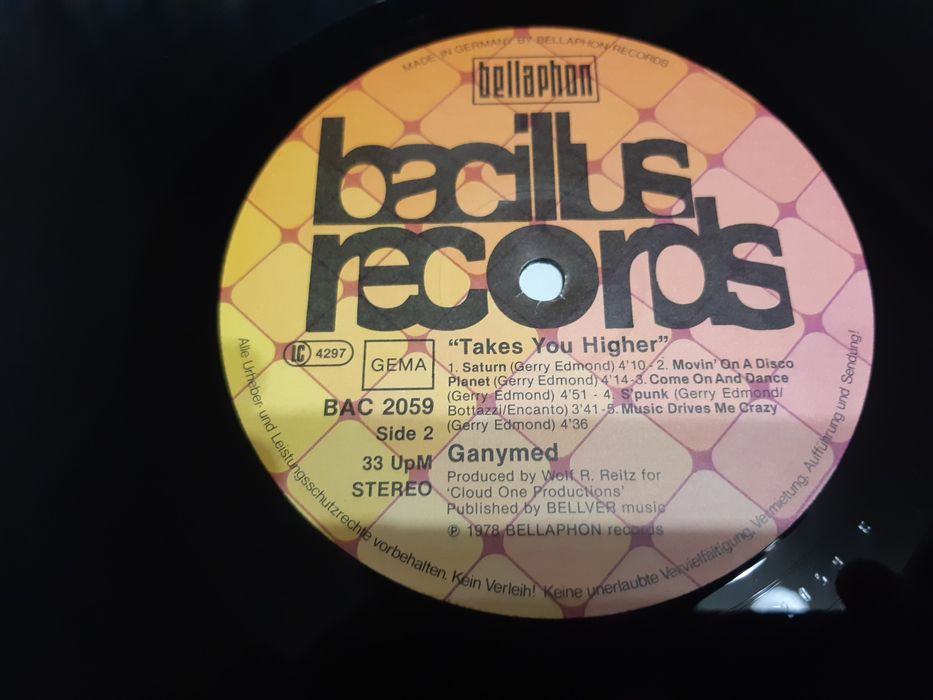 MADE IN GERMANY BY BELLAPHON RECORDS
bellaphon
bacillus
records
LC 4297
GEMA
BAC 2059
Side 2
33 UpM
STEREO
“Takes You Higher”
1. Saturn (Gerry Edmond) 4'10 - 2. Movin' On A Disco
Planet (Gerry Edmond) 4'14 - 3. Come On And Dance
(Gerry Edmond) 4'51 - 4. S'punk (Gerry Edmond/
Bottazzi/Encanto) 3'41 - 5. Music Drives Me Crazy
(Gerry Edmond) 4'36
Ganymed
Produced by Wolf R. Reitz for
'Cloud One Productions'
Published by BELLVER music
℗ 1978 BELLAPHON records
Alle Urheber- und Leistungsschutzrechte vorbehalten. Kein Verleih! Keine unerlaubte Vervielfältigung, Vermietung, Aufführung und Sendung!